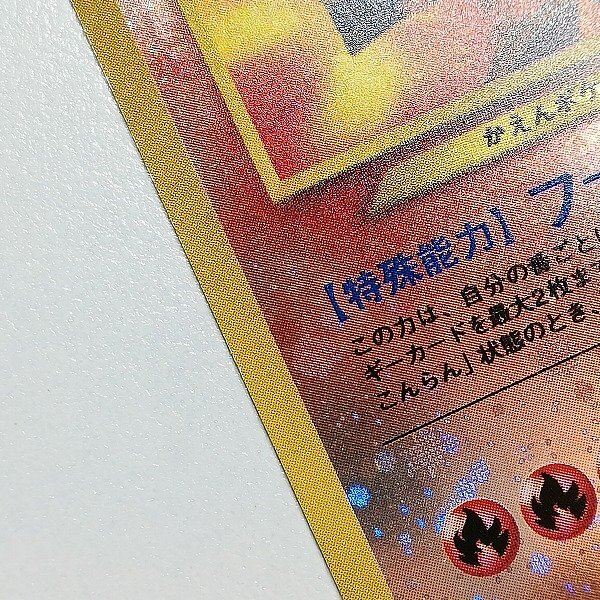 かえんポケ
【特殊能力】フ
この力は、自分の番ごとに
ギーカードを最大2枚ま
こんらん」状態のとき、